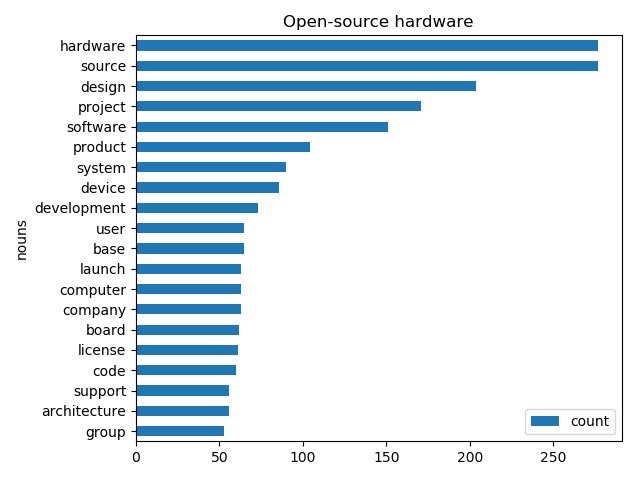 Open-source hardware
hardware
source
design
project
software
product
system
device
development
user
base
launch
computer
company
board
license
code
support
architecture
group
nouns
count
0 50 100 150 200 250